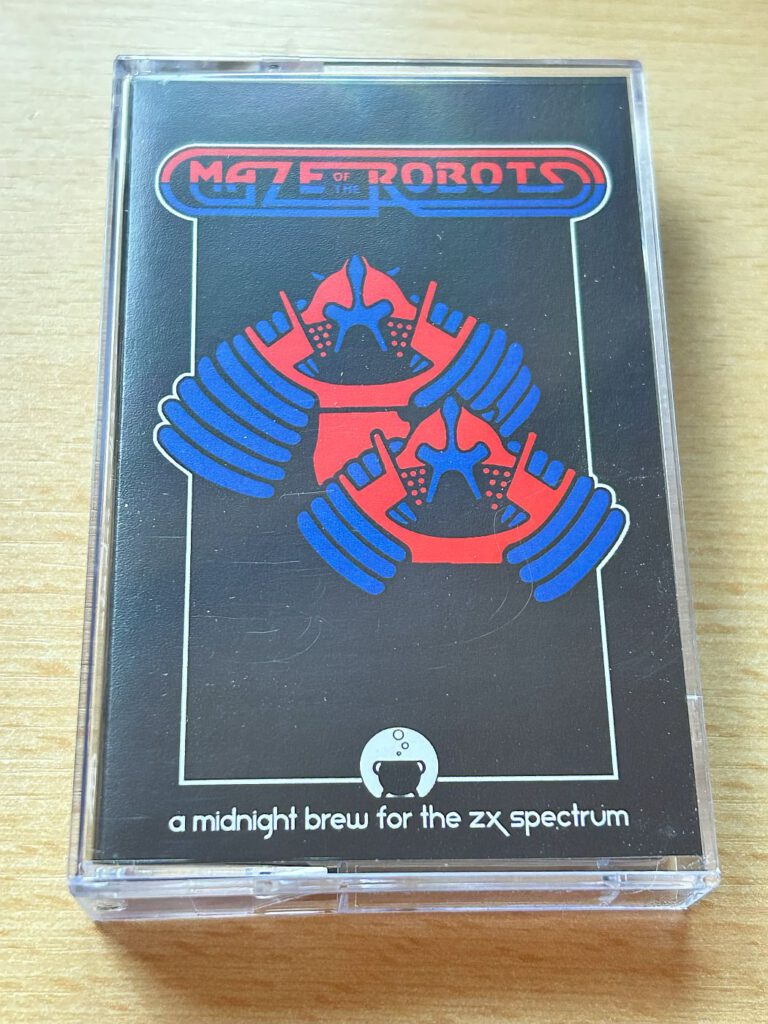 MAZE OF THE ROBOTS
a midnight brew for the zx spectrum